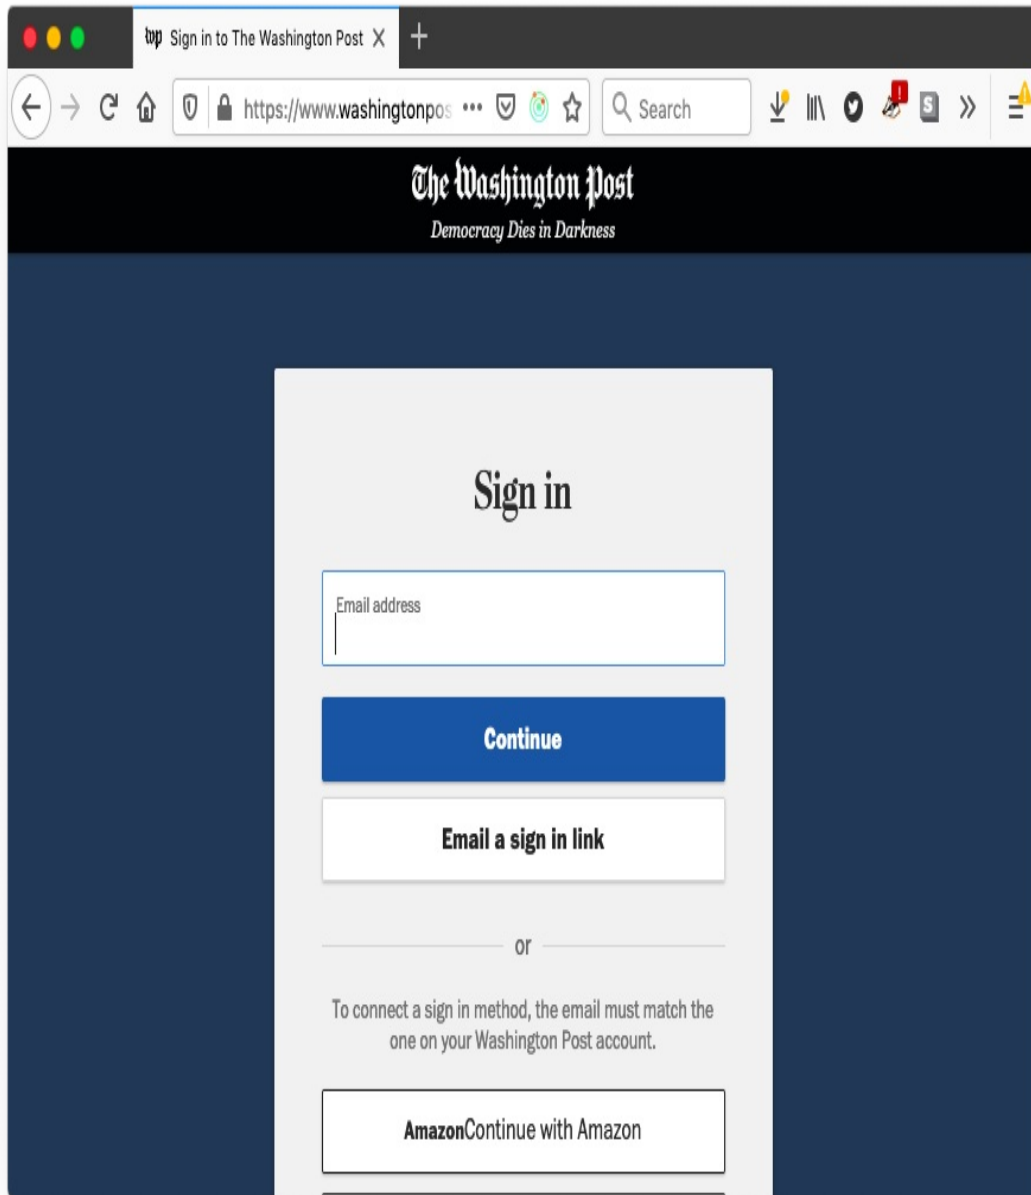 wp Sign in to The Washington Post
https://www.washingtonpos
Search
S
The Washington Post
Democracy Dies in Darkness
Sign in
Email address
Continue
Email a sign in link
or
To connect a sign in method, the email must match the
one on your Washington Post account.
AmazonContinue with Amazon